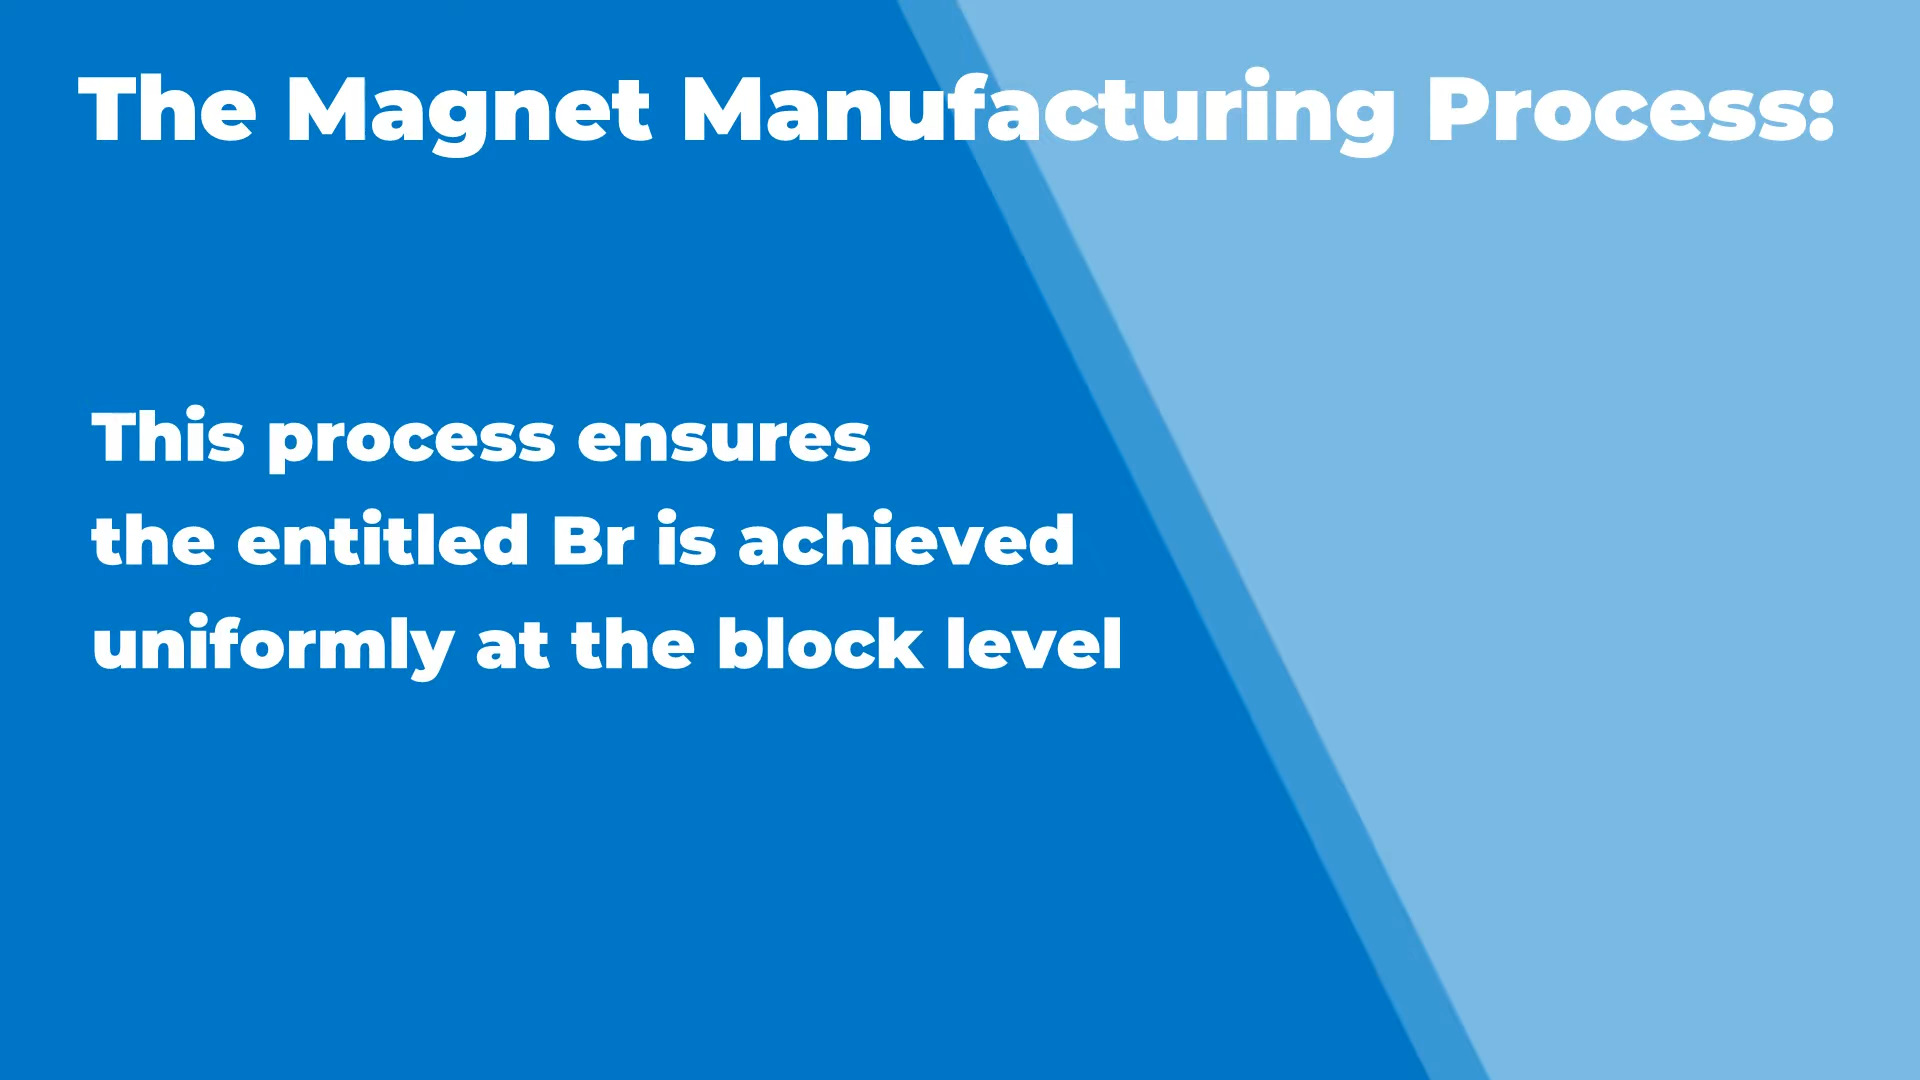 The Magnet Manufacturing Process:
This process ensures
the entitled Br is achieved
uniformly at the block level